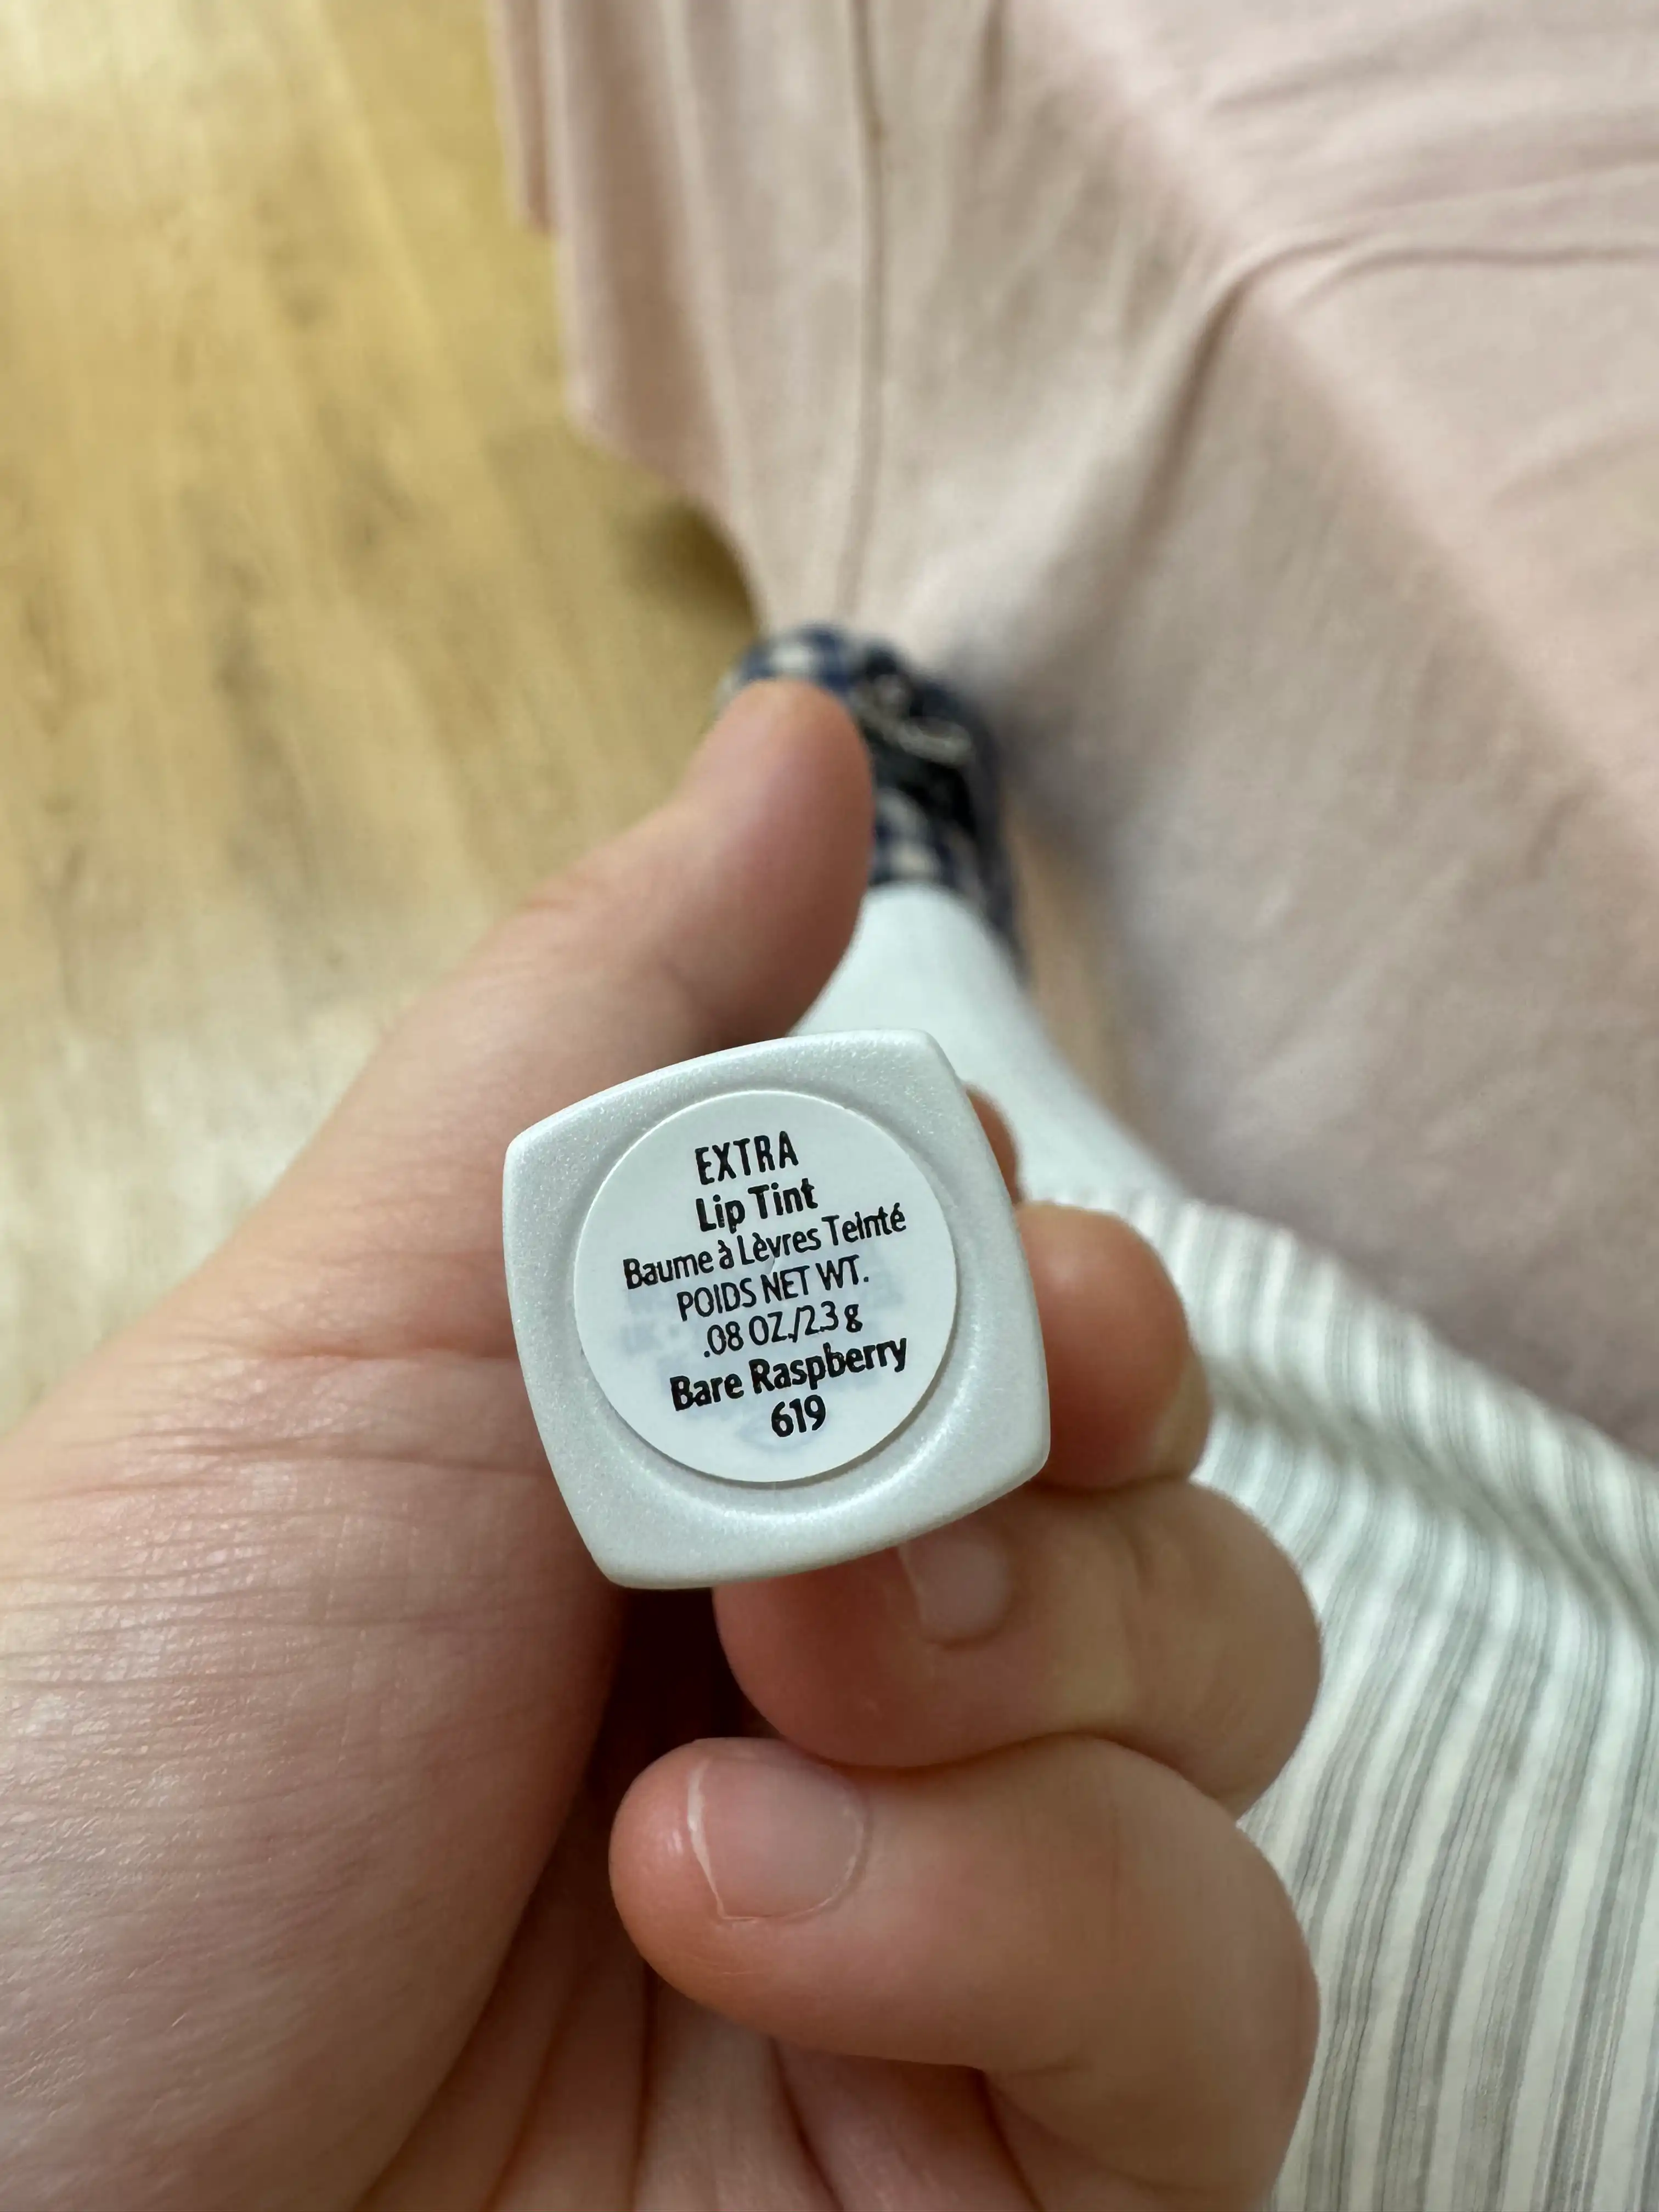 EXTRA
Lip Tint
Baume à Lèvres Teinté
POIDS NET WT.
.08 OZ./2.3 g
Bare Raspberry
619